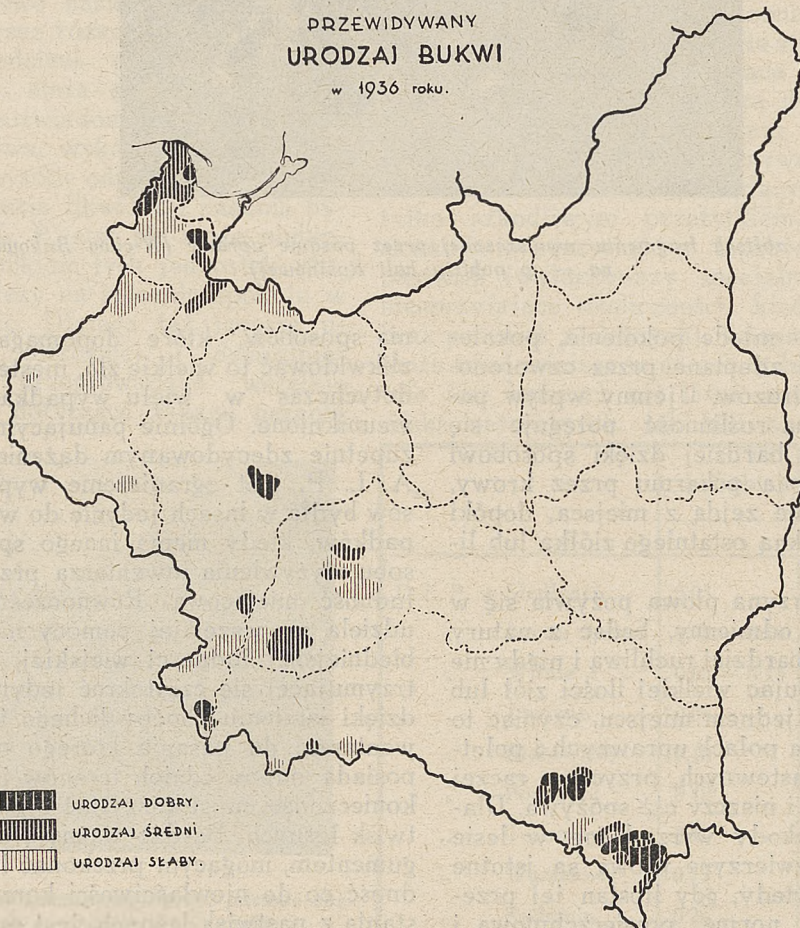 PRZEWIDYWANY
URODZAJ BUKWI
w 1936 roku.
URODZAJ DOBRY.
URODZAJ ŚREDNI.
URODZAJ SŁABY.